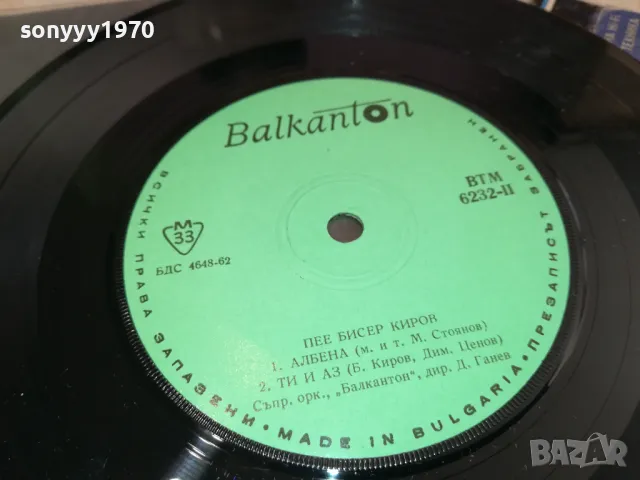 sonyyy1970
Balkanton
ВТМ
6232-II
М
33
БДС 4648-62
ПЕЕ БИСЕР КИРОВ
1. АЛБЕНА (м. и т. М. Стоянов)
2. ТИ И АЗ (Б. Киров, Дим. Ценов)
Съпр. орк., „Балкантон", дир. Д. Ганев
ВСИЧКИ ПРАВА ЗАПАЗЕНИ • MADE IN BULGARIA • ПРЕЗАПИСЪТ ЗАБРАНЕН
BAZAR